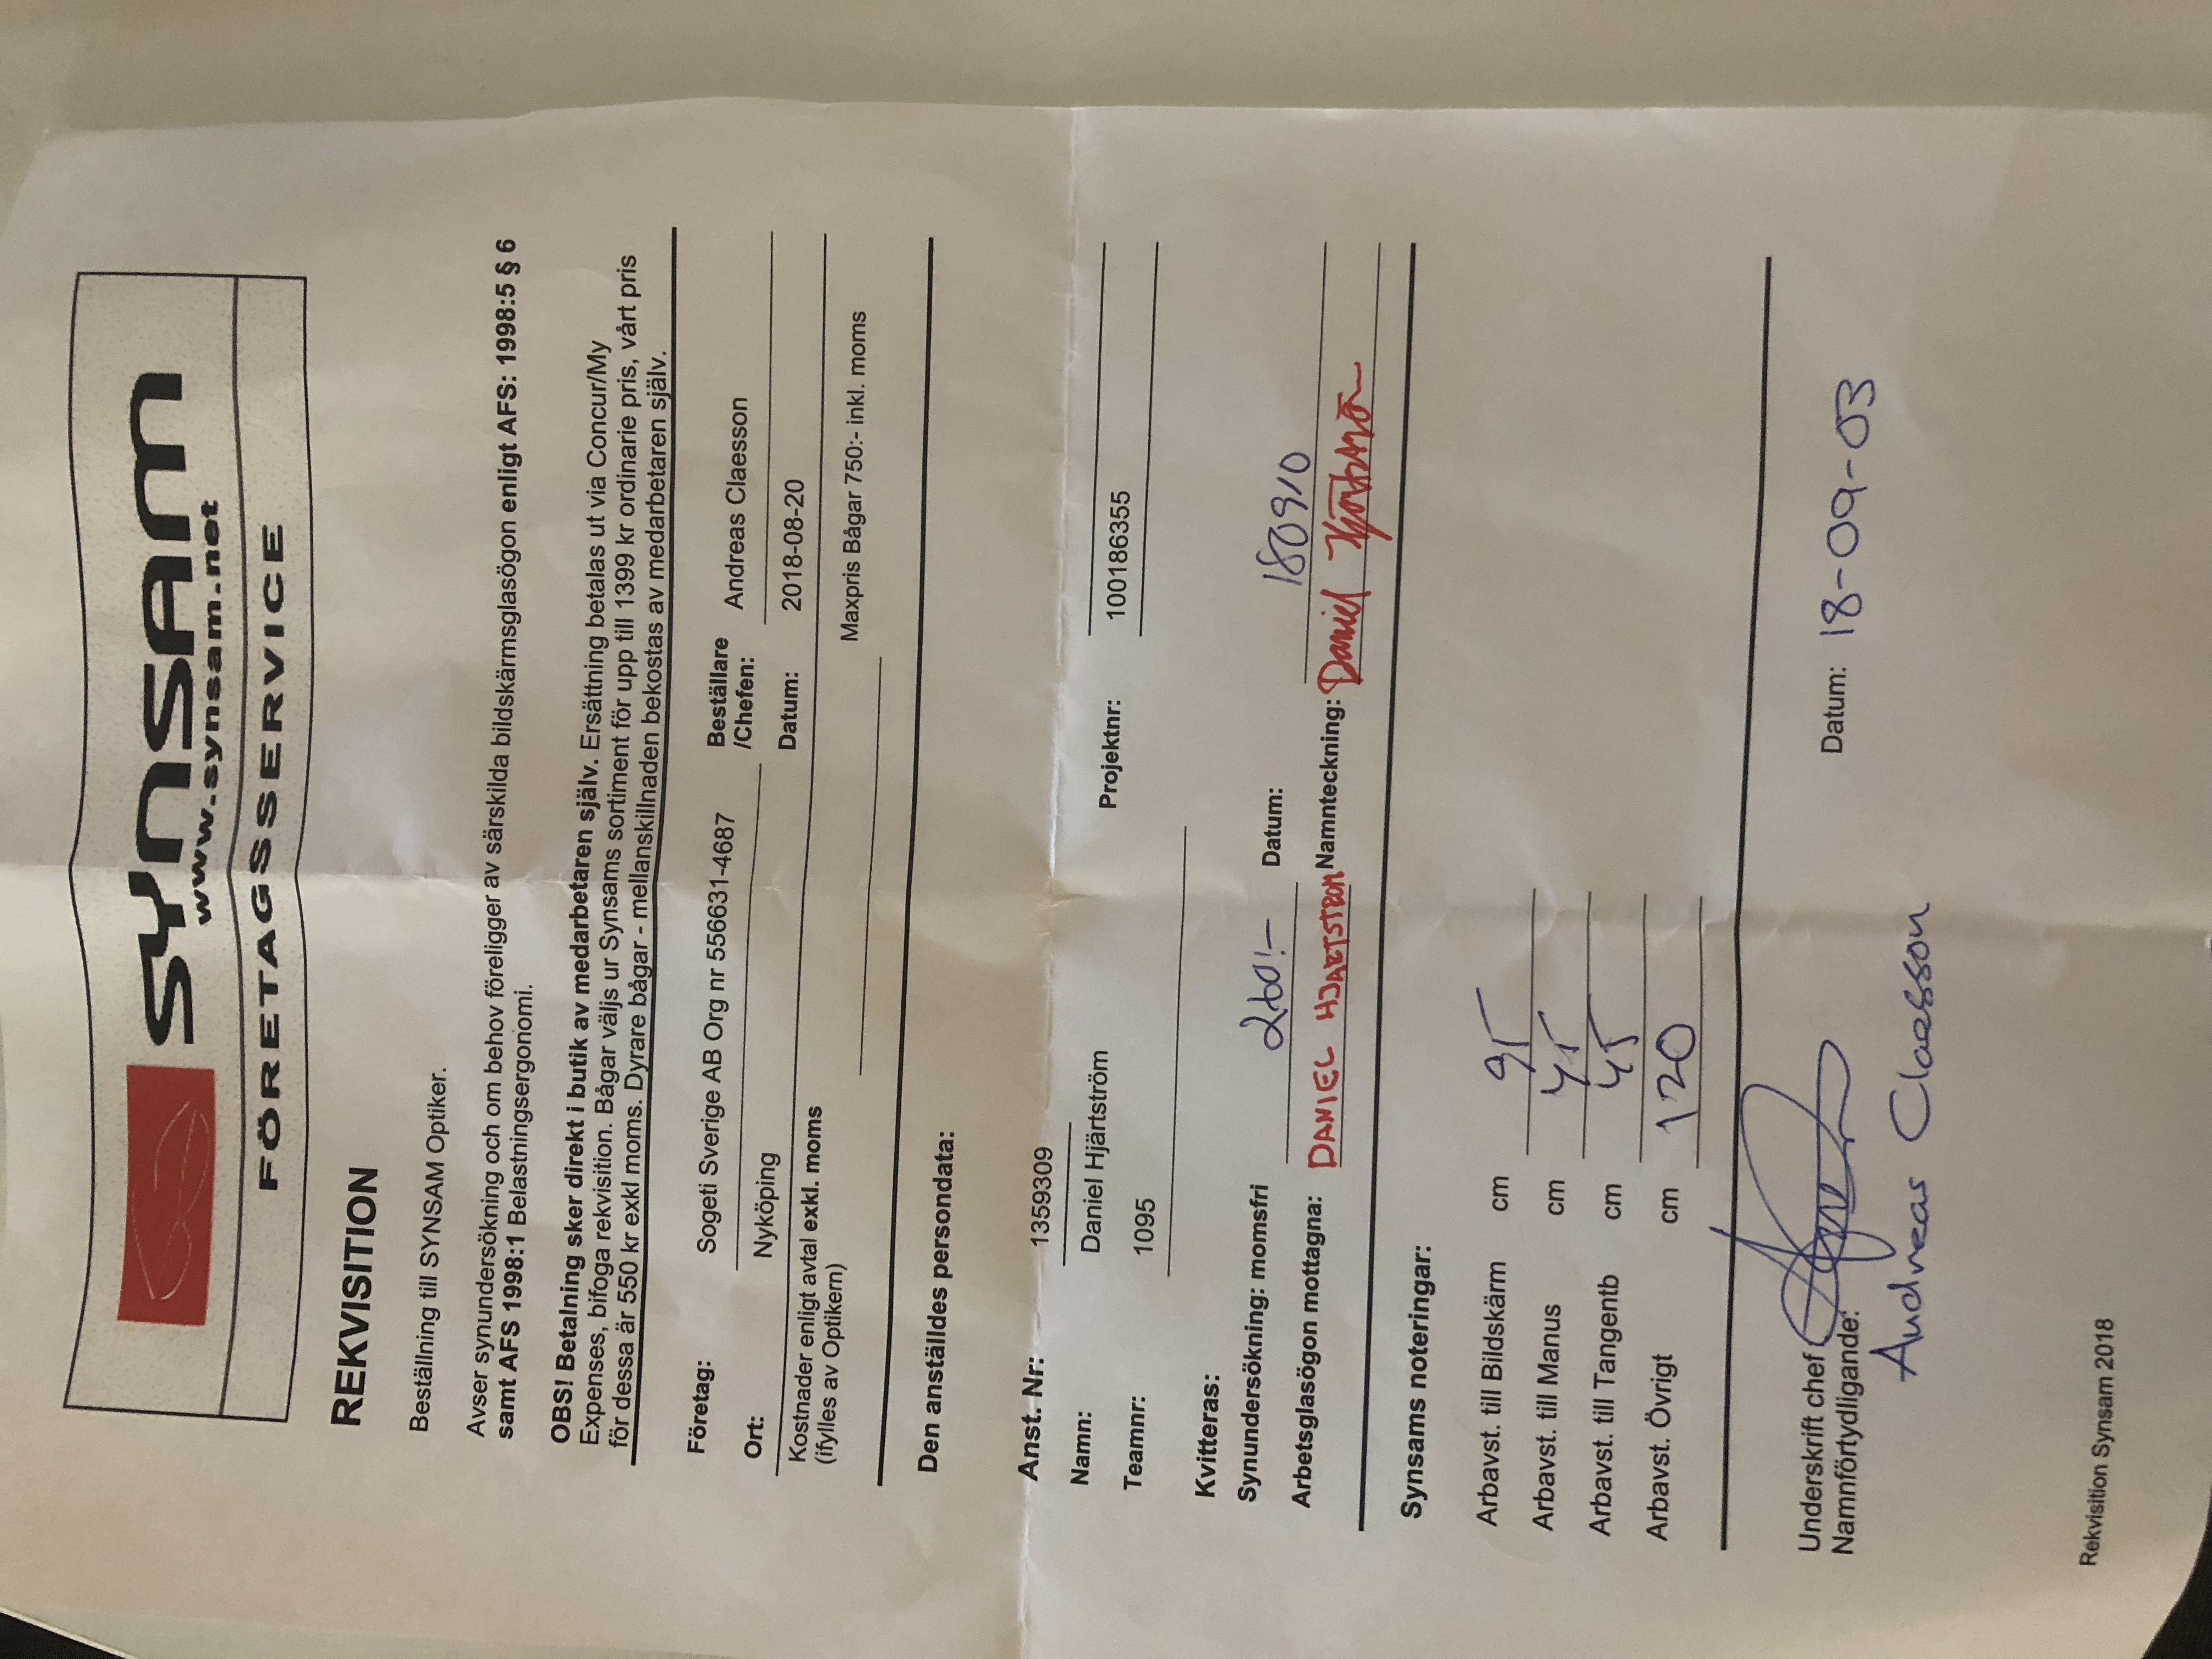 SYNSAM
www.synsam.net
FÖRETAGSSERVICE
REKVISITION
Beställning till SYNSAM Optiker.
Avser synundersökning och om behov föreligger av särskilda bildskärmsglasögon enligt AFS: 1998:5 § 6
samt AFS 1998:1 Belastningsergonomi.
OBS! Betalning sker direkt i butik av medarbetaren själv. Ersättning betalas ut via Concur/My
Expenses, bifoga rekvisition. Bågar väljs ur Synsams sortiment för upp till 1399 kr ordinarie pris, vårt pris
för dessa är 550 kr exkl moms. Dyrare bågar - mellanskillnaden bekostas av medarbetaren själv.
Företag: Sogeti Sverige AB Org nr 556631-4687 Beställare
/Chefen: Andreas Claesson
Ort: Nyköping Datum: 2018-08-20
Kostnader enligt avtal exkl. moms
(ifylles av Optikern) Maxpris Bågar 750:- inkl. moms
Den anställdes persondata:
Anst. Nr: 1359309
Namn: Daniel Hjärtström Projektnr: 100186355
Teamnr: 1095
Kvitteras:
Synundersökning: momsfri 260:- Datum: 180910
Arbetsglasögon mottagna: DANIEL HJARTSTROM Namnteckning: Daniel Hjärtström
Synsams noteringar:
Arbavst. till Bildskärm cm 95
Arbavst. till Manus cm 45
Arbavst. till Tangentb cm 45
Arbavst. Övrigt cm 120
Underskrift chef
Namnförtydligande: Datum: 18-09-03
Andreas Claesson
Rekvisition Synsam 2018